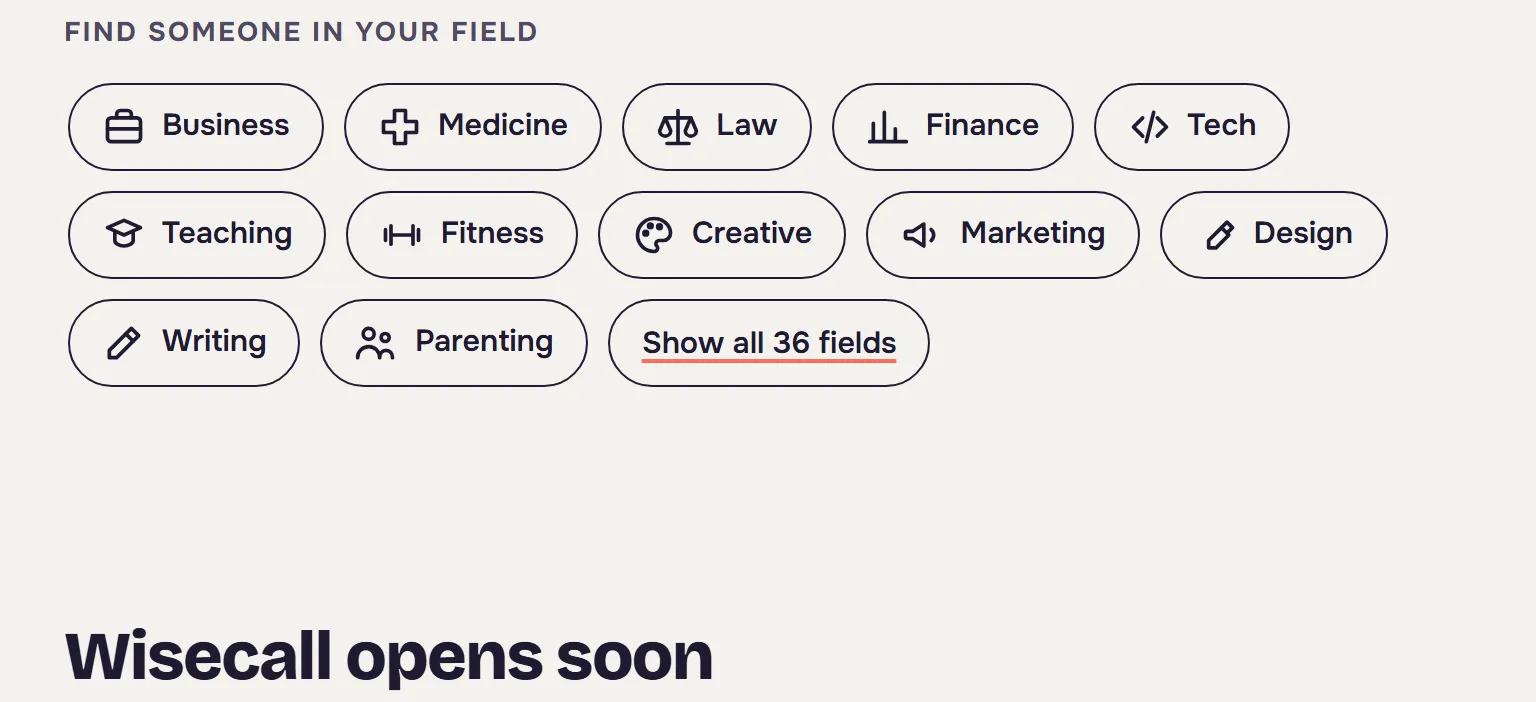 FIND SOMEONE IN YOUR FIELD
Business Medicine Law Finance Tech
Teaching Fitness Creative Marketing Design
Writing Parenting Show all 36 fields
Wisecall opens soon